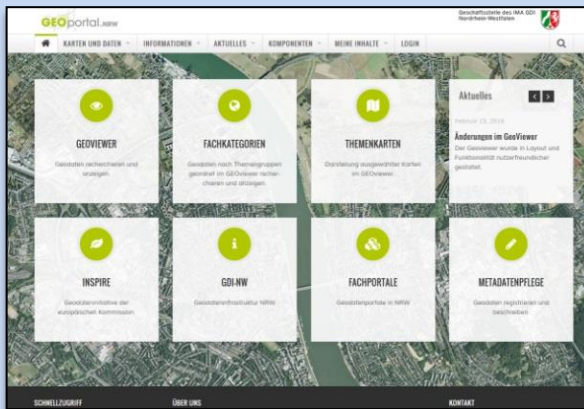 GEOportal.NRW
Geschäftsstelle des IMA GDI
Nordrhein-Westfalen
KARTEN UND DATEN
INFORMATIONEN
AKTUELLES
KOMPONENTEN
MEINE INHALTE
LOGIN
GEOVIEWER
Geodaten recherchieren und
anzeigen.
FACHKATEGORIEN
Geodaten nach Themengruppen
geordnet im GEOviewer recher-
chieren und anzeigen.
THEMENKARTEN
Darstellung ausgewählter Karten
im GEOviewer.
Aktuelles
Februar 23, 2018
Änderungen im GeoViewer
Der Geoviewer wurde in Layout und
Funktionalität nutzerfreundlicher
gestaltet.
INSPIRE
Geodateninitiative der
europäischen Kommission.
GDI-NW
Geodateninfrastruktur NRW
FACHPORTALE
Geodatenportale in NRW
METADATENPFLEGE
Geodaten registrieren und
beschreiben
SCHNELLZUGRIFF
ÜBER UNS
KONTAKT